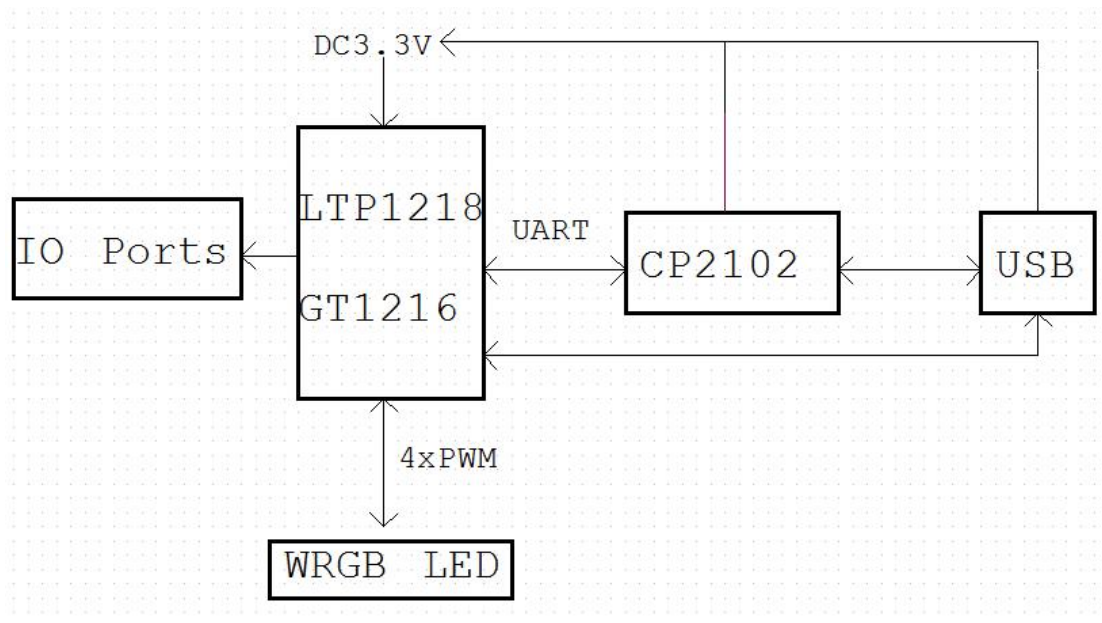 DC3.3V
LTP1218
GT1216
IO Ports
UART
CP2102
USB
4xPWM
WRGB LED